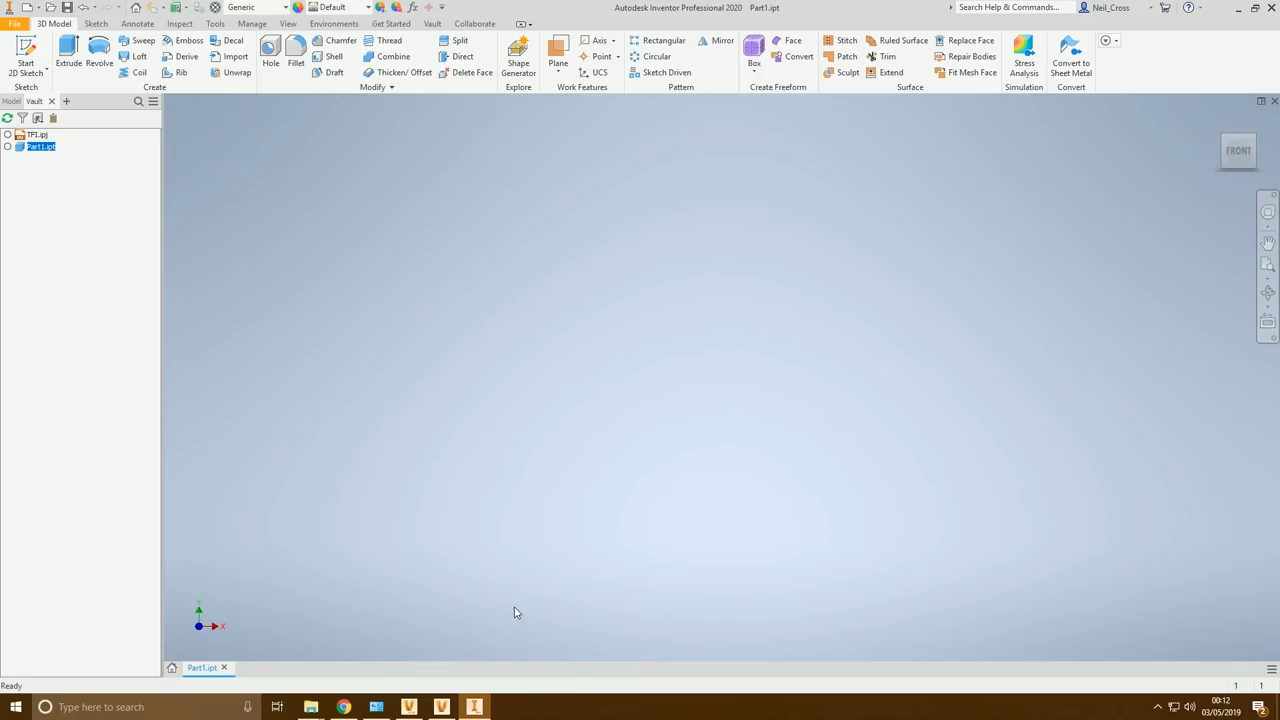 Generic
Default
Autodesk Inventor Professional 2020 Part1.ipt
Search Help & Commands...
Neil_Cross
File 3D Model Sketch Annotate Inspect Tools Manage View Environments Get Started Vault Collaborate
Start
2D Sketch
Sketch
Extrude
Revolve
Sweep
Loft
Coil
Emboss
Derive
Rib
Decal
Import
Unwrap
Create
Hole
Fillet
Chamfer
Shell
Draft
Thread
Combine
Thicken/ Offset
Split
Direct
Delete Face
Modify
Shape
Generator
Explore
Plane
Axis
Point
UCS
Work Features
Rectangular
Circular
Sketch Driven
Mirror
Pattern
Box
Face
Convert
Create Freeform
Stitch
Patch
Sculpt
Ruled Surface
Trim
Extend
Replace Face
Repair Bodies
Fit Mesh Face
Surface
Stress
Analysis
Simulation
Convert to
Sheet Metal
Convert
Model Vault
TFI.ipj
Part1.ipt
FRONT
Y
X
Part1.ipt
Ready
1 1
Type here to search
00:12
03/05/2019
2